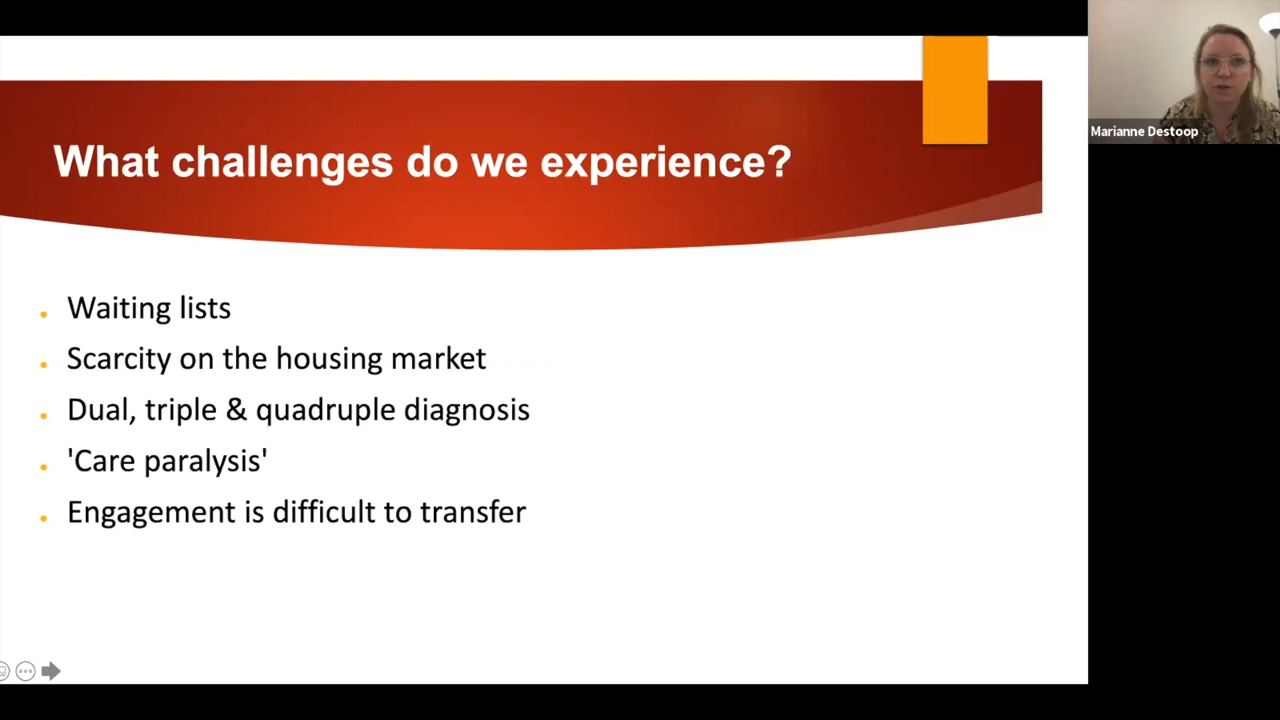 What challenges do we experience?
Waiting lists
Scarcity on the housing market
Dual, triple & quadruple diagnosis
'Care paralysis'
Engagement is difficult to transfer
Marianne Destoop